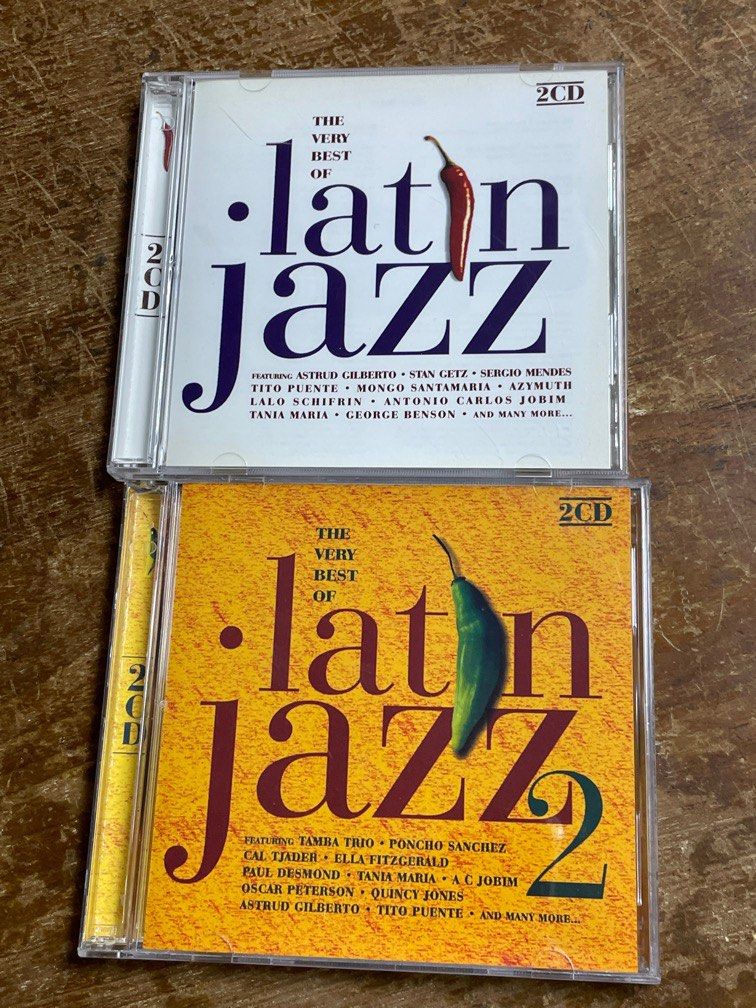 2CD
THE
VERY
BEST
OF
latin
jazz
FEATURING ASTRUD GILBERTO • STAN GETZ • SERGIO MENDES
TITO PUENTE • MONGO SANTAMARIA • AZYMUTH
LALO SCHIFRIN • ANTONIO CARLOS JOBIM
TANIA MARIA • GEORGE BENSON • AND MANY MORE...
2CD
2CD
THE
VERY
BEST
OF
latin
jazz 2
FEATURING TAMBA TRIO • PONCHO SANCHEZ
CAL TJADER • ELLA FITZGERALD
PAUL DESMOND • TANIA MARIA • A C JOBIM
OSCAR PETERSON • QUINCY JONES
ASTRUD GILBERTO • TITO PUENTE • AND MANY MORE...
2CD